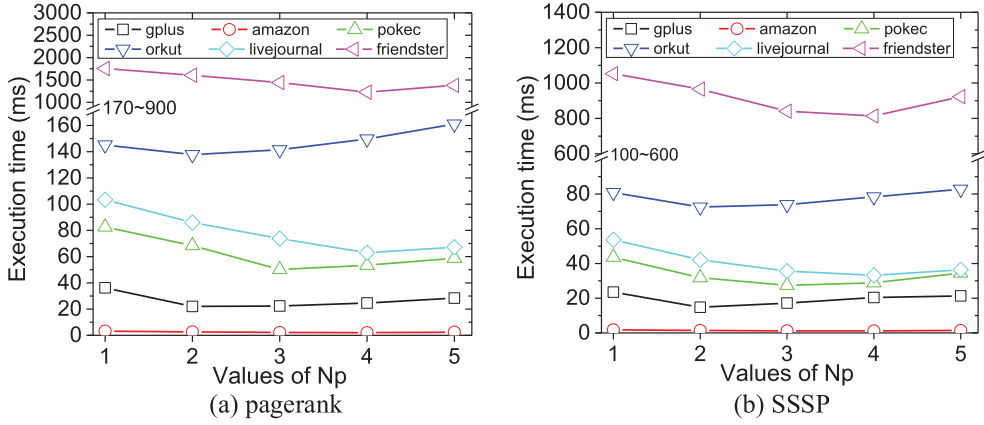 3000
2500
2000
1500
1000
160
140
120
100
80
60
40
20
0
Execution time (ms)
gplus amazon pokec
orkut livejournal friendster
170~900
1 2 3 4 5
Values of Np
(a) pagerank
1400
1200
1000
800
600
80
60
40
20
0
Execution time (ms)
gplus amazon pokec
orkut livejournal friendster
100~600
1 2 3 4 5
Values of Np
(b) SSSP